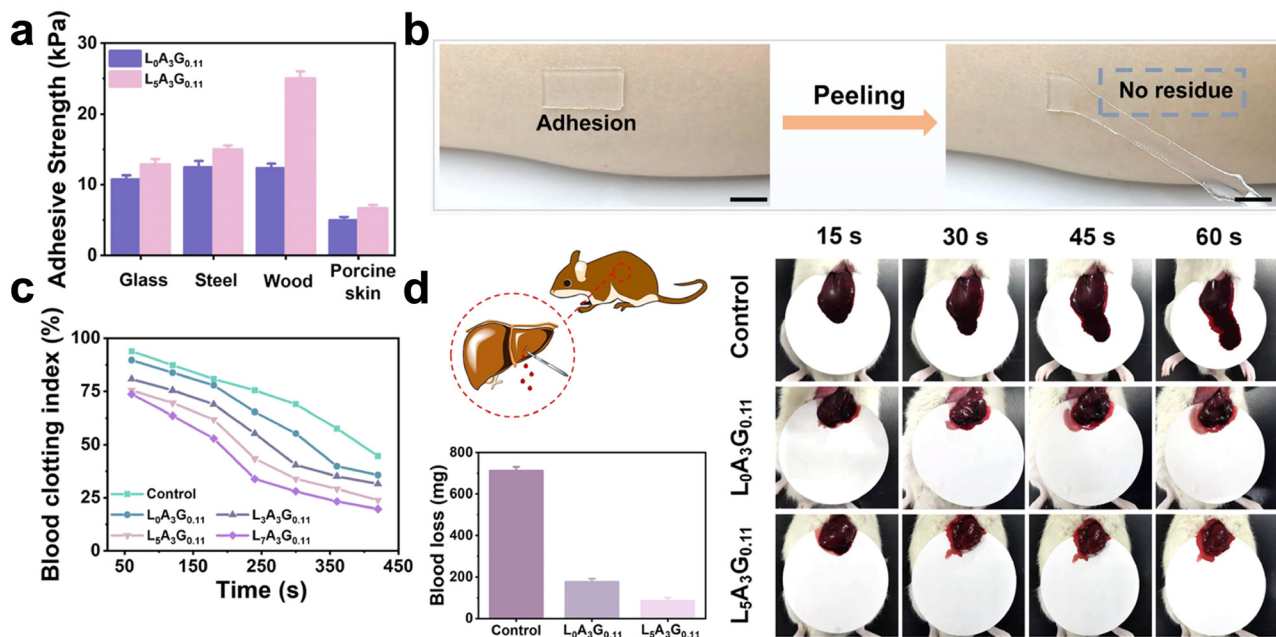 a
Adhesive Strength (kPa)
30
20
10
0
L₀A₃G₀.₁₁
L₅A₃G₀.₁₁
Glass
Steel
Wood
Porcine
skin
b
Adhesion
Peeling
No residue
c
Blood clotting index (%)
100
75
50
25
0
Control
L₀A₃G₀.₁₁
L₃A₃G₀.₁₁
L₅A₃G₀.₁₁
L₇A₃G₀.₁₁
50
150
250
350
450
Time (s)
d
Blood loss (mg)
800
600
400
200
0
Control
L₀A₃G₀.₁₁
L₅A₃G₀.₁₁
15 s
30 s
45 s
60 s
Control
L₀A₃G₀.₁₁
L₅A₃G₀.₁₁